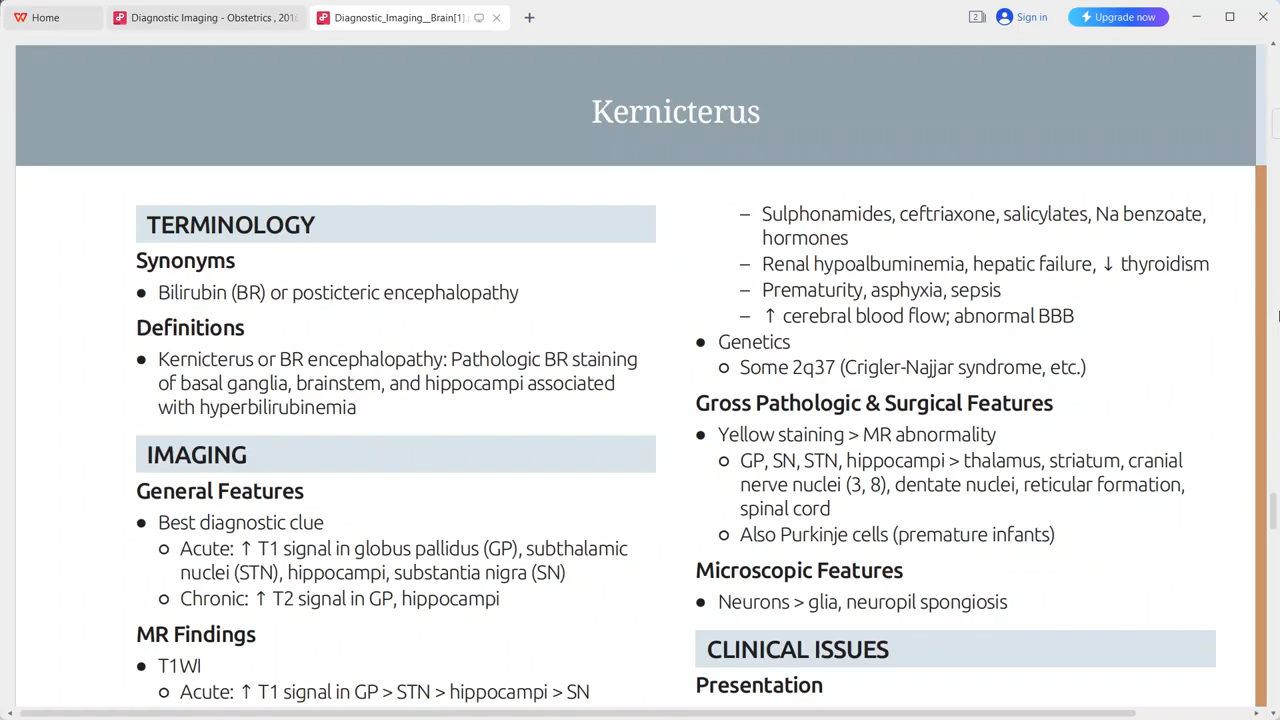 Home
Diagnostic Imaging - Obstetrics , 201
Diagnostic_Imaging__Brain[1].
2
Sign in
Upgrade now
Kernicterus
TERMINOLOGY
Synonyms
● Bilirubin (BR) or posticteric encephalopathy
Definitions
● Kernicterus or BR encephalopathy: Pathologic BR staining
of basal ganglia, brainstem, and hippocampi associated
with hyperbilirubinemia
IMAGING
General Features
● Best diagnostic clue
○ Acute: ↑ T1 signal in globus pallidus (GP), subthalamic
nuclei (STN), hippocampi, substantia nigra (SN)
○ Chronic: ↑ T2 signal in GP, hippocampi
MR Findings
● T1WI
○ Acute: ↑ T1 signal in GP > STN > hippocampi > SN
– Sulphonamides, ceftriaxone, salicylates, Na benzoate,
hormones
– Renal hypoalbuminemia, hepatic failure, ↓ thyroidism
– Prematurity, asphyxia, sepsis
– ↑ cerebral blood flow; abnormal BBB
● Genetics
○ Some 2q37 (Crigler-Najjar syndrome, etc.)
Gross Pathologic & Surgical Features
● Yellow staining > MR abnormality
○ GP, SN, STN, hippocampi > thalamus, striatum, cranial
nerve nuclei (3, 8), dentate nuclei, reticular formation,
spinal cord
○ Also Purkinje cells (premature infants)
Microscopic Features
● Neurons > glia, neuropil spongiosis
CLINICAL ISSUES
Presentation